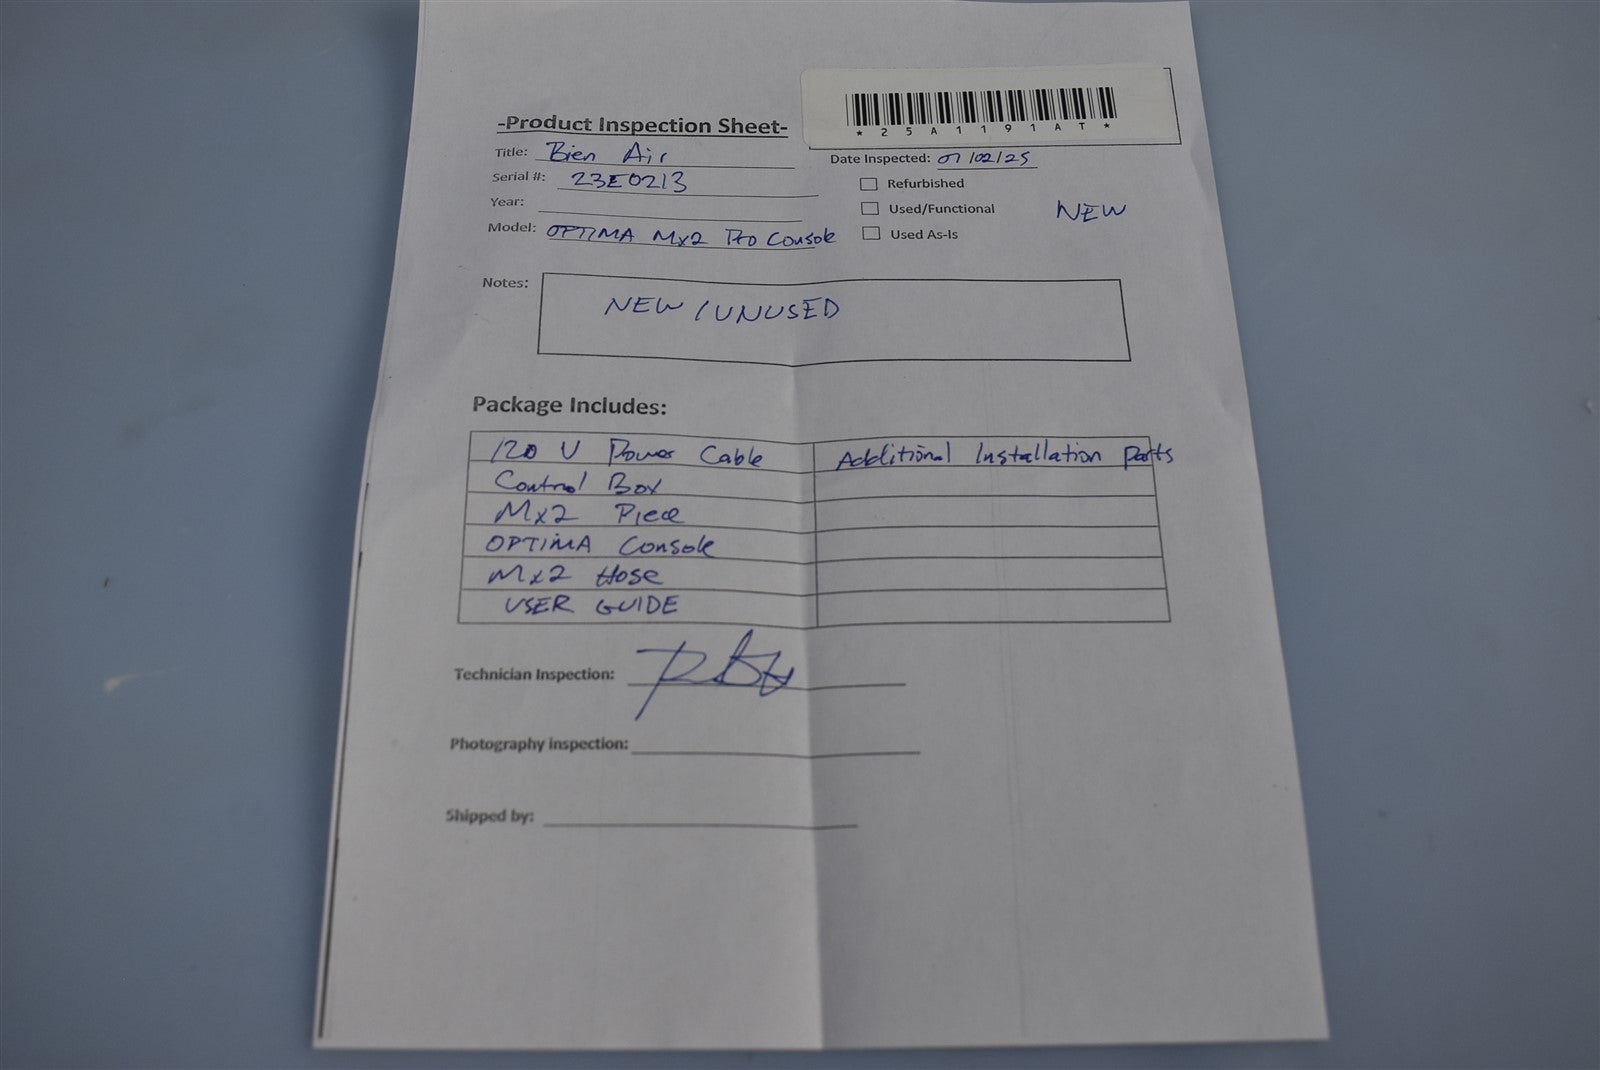 *25A1191AT*
-Product Inspection Sheet-
Title: Bien Air
Date Inspected: 07/02/25
Serial #: 23E0213
Refurbished
Year:
Used/Functional NEW
Model: OPTIMA Mx2 Pro Console
Used As-Is
Notes: NEW/UNUSED
Package Includes:
120 V Power Cable Additional Installation Parts
Control Box
Mx2 Piece
OPTIMA Console
Mx2 Hose
USER GUIDE
Technician Inspection:
Photography inspection:
Shipped by: